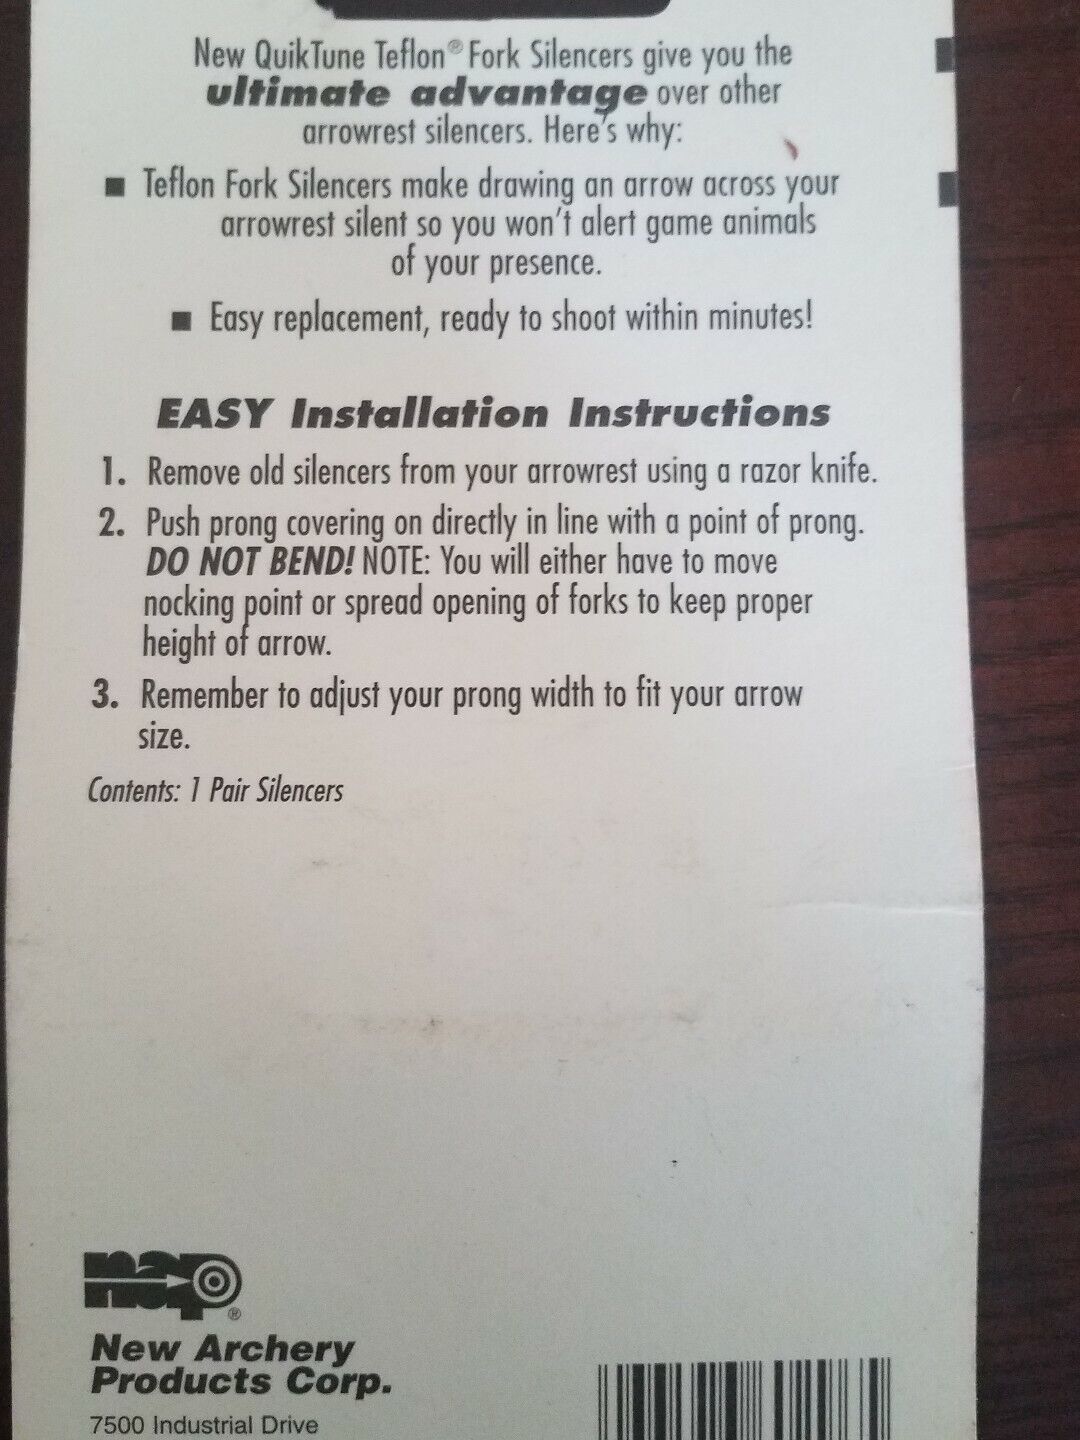 New QuikTune Teflon® Fork Silencers give you the
ultimate advantage over other
arrowrest silencers. Here's why:
■ Teflon Fork Silencers make drawing an arrow across your
arrowrest silent so you won't alert game animals
of your presence.
■ Easy replacement, ready to shoot within minutes!
EASY Installation Instructions
1. Remove old silencers from your arrowrest using a razor knife.
2. Push prong covering on directly in line with a point of prong.
DO NOT BEND! NOTE: You will either have to move
nocking point or spread opening of forks to keep proper
height of arrow.
3. Remember to adjust your prong width to fit your arrow
size.
Contents: 1 Pair Silencers
nap®
New Archery
Products Corp.
7500 Industrial Drive